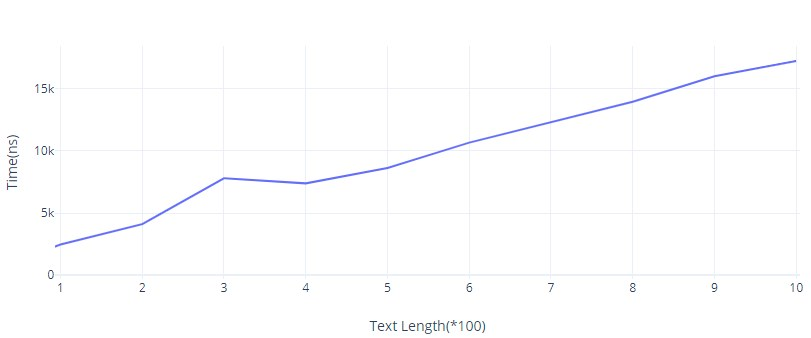 Time(ns)
15k
10k
5k
0
1 2 3 4 5 6 7 8 9 10
Text Length(*100)